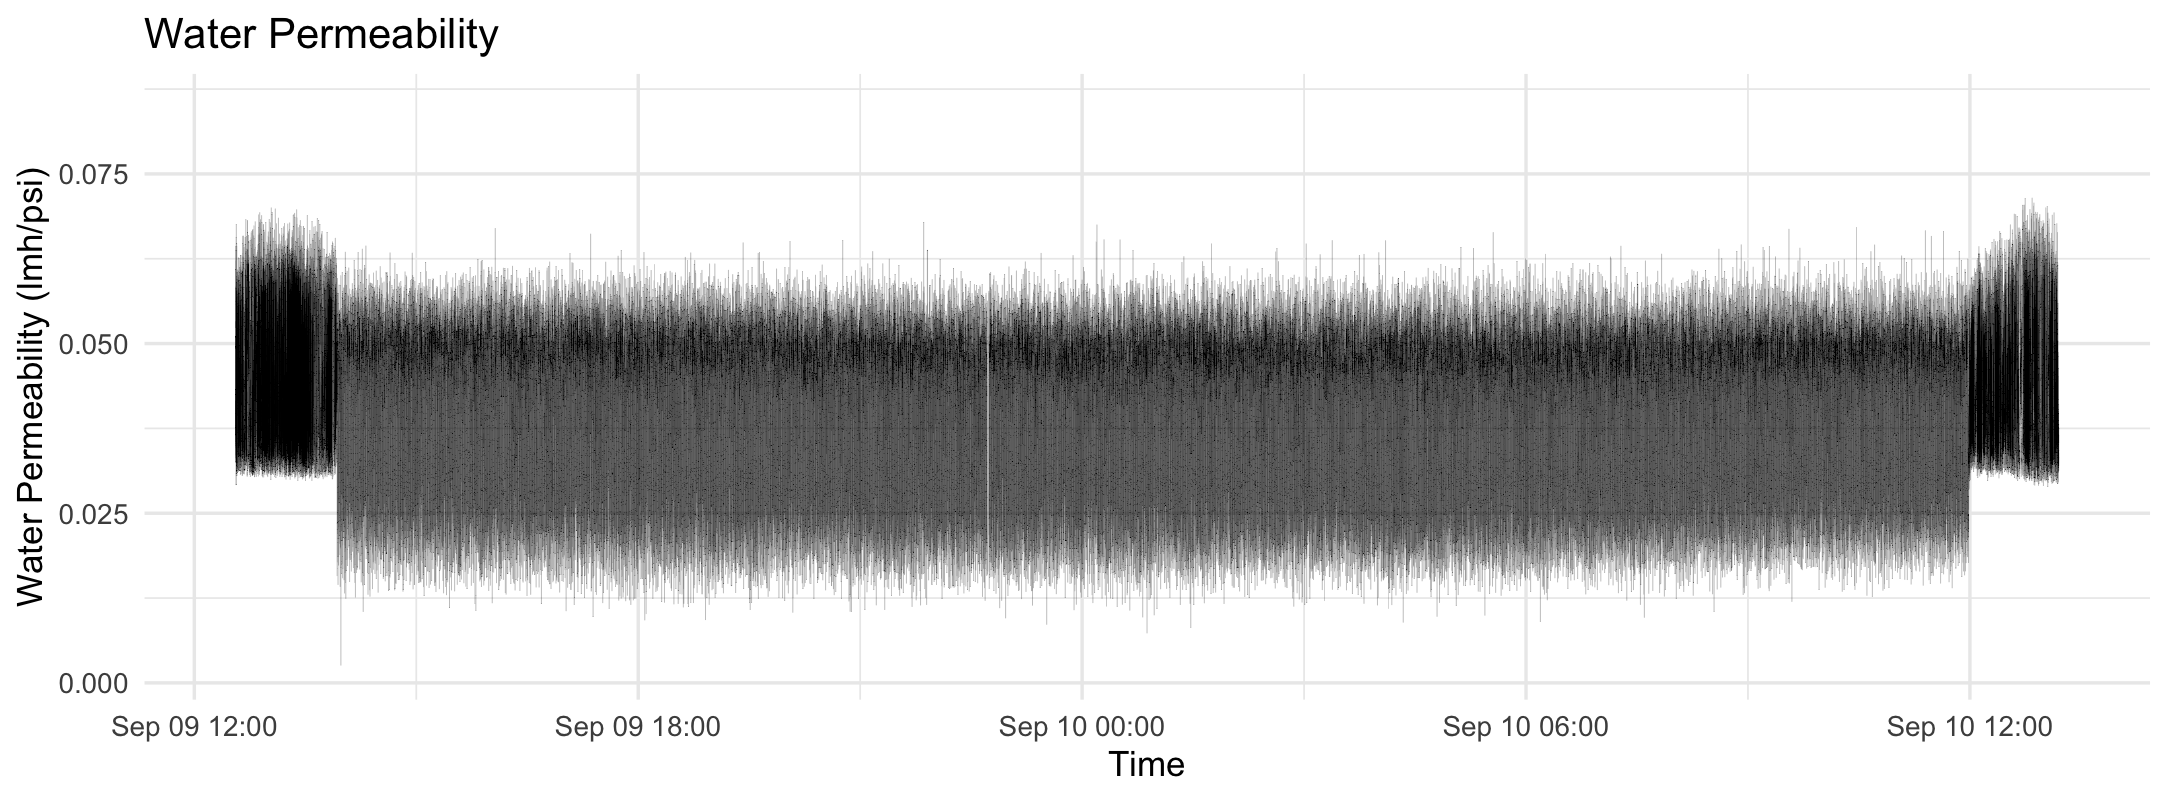 Water Permeability
Water Permeability (lmh/psi)
0.075
0.050
0.025
0.000
Sep 09 12:00 Sep 09 18:00 Sep 10 00:00 Sep 10 06:00 Sep 10 12:00
Time